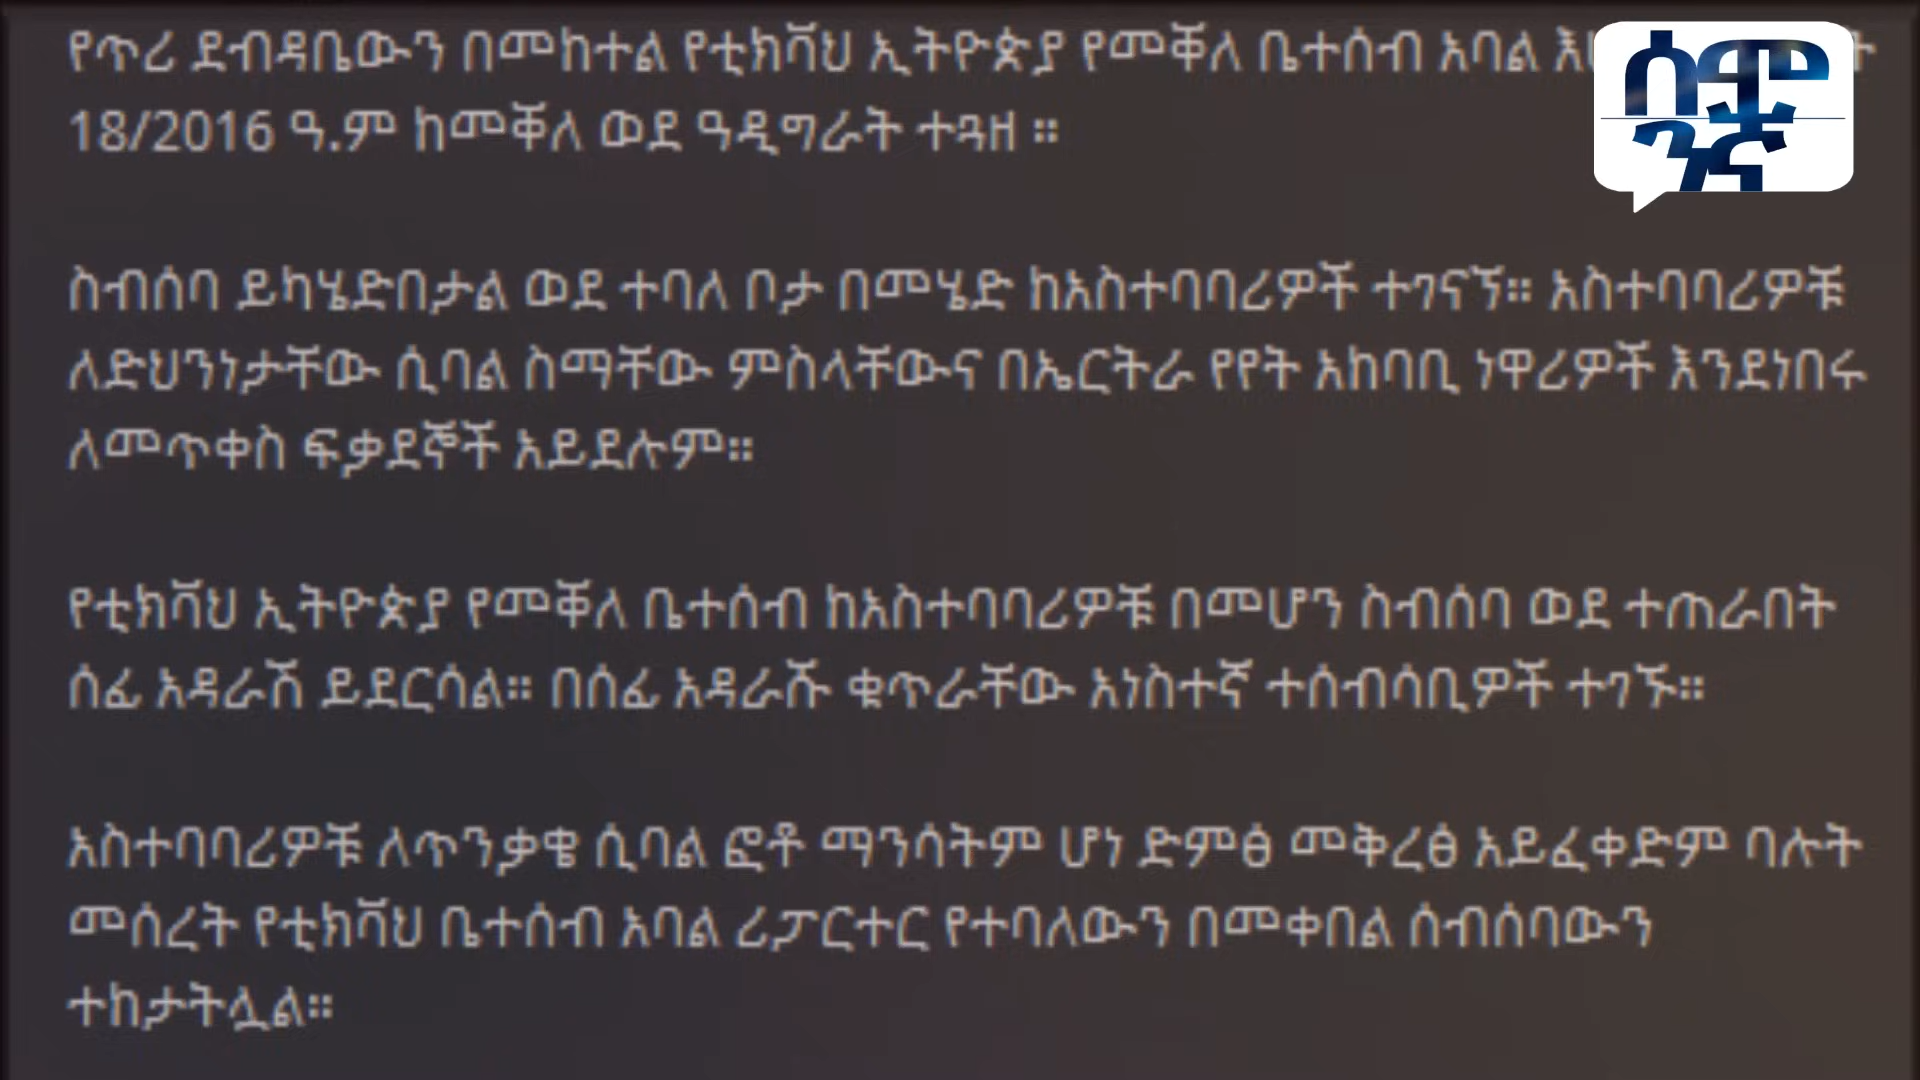 የጥሪ ደብዳቤውን በመከተል የቲክቫህ ኢትዮጵያ የመቐለ ቤተሰብ አባል
18/2016 ዓ.ም ከመቐለ ወደ ዓዲግራት ተጓዘ ።
ስብሰባ ይካሄድበታል ወደ ተባለ ቦታ በመሄድ ከአስተባባሪዎች ተገናኘ። አስተባባሪዎቹ
ለድህንነታቸው ሲባል ስማቸው ምስላቸውና በኤርትራ የየት አከባቢ ነዋሪዎች እንደነበሩ
ለመጥቀስ ፍቃደኞች አይደሉም።
የቲክቫህ ኢትዮጵያ የመቐለ ቤተሰብ ከአስተባባሪዎቹ በመሆን ስብሰባ ወደ ተጠራበት
ሰፊ አዳራሽ ይደርሳል። በሰፊ አዳራሹ ቁጥራቸው አነስተኛ ተሰብሳቢዎች ተገኙ።
አስተባባሪዎቹ ለጥንቃቄ ሲባል ፎቶ ማንሳትም ሆነ ድምፅ መቅረፅ አይፈቀድም ባሉት
መሰረት የቲክቫህ ቤተሰብ አባል ሪፖርተር የተባለውን በመቀበል ሰብሰባውን
ተከታትሏል።